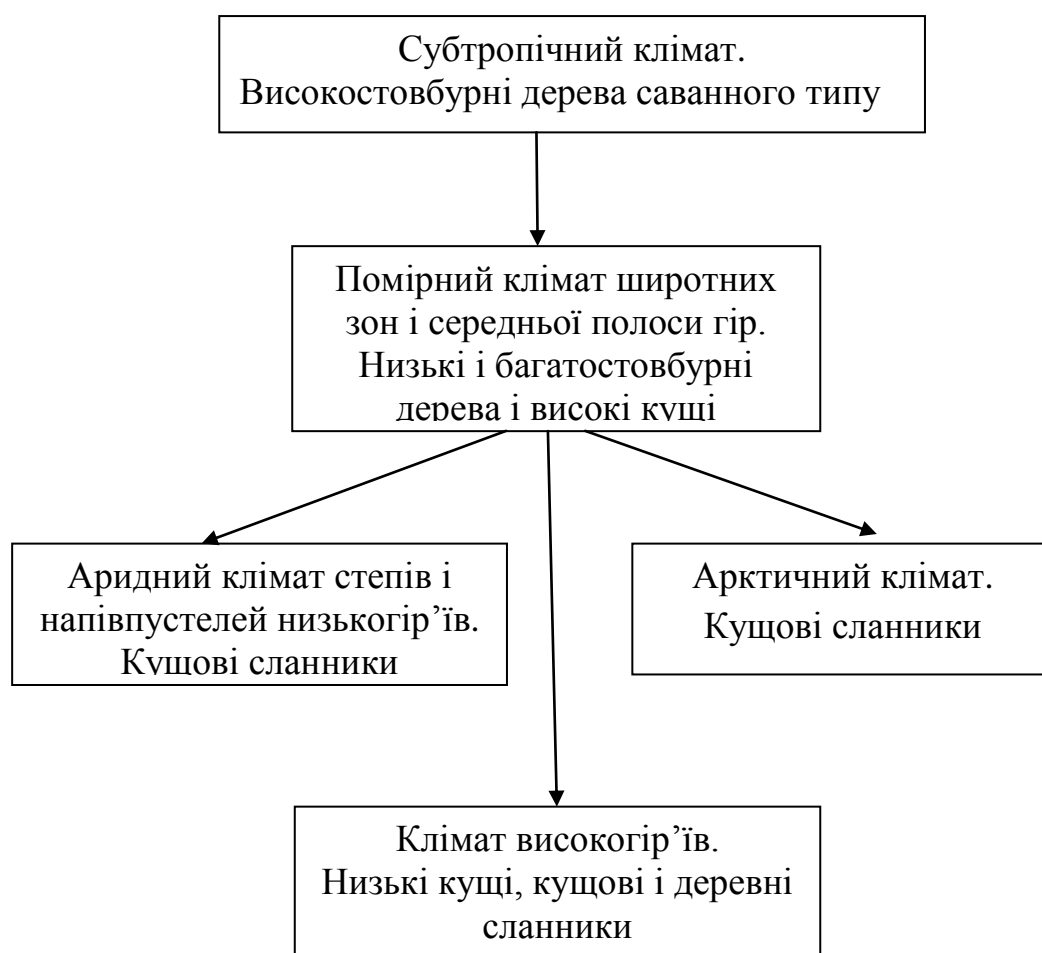 Субтропічний клімат.
Високостовбурні дерева саванного типу
Помірний клімат широтних
зон і середньої полоси гір.
Низькі і багатостовбурні
дерева і високі кущі
Аридний клімат степів і
напівпустелей низькогір’їв.
Кущові сланники
Арктичний клімат.
Кущові сланники
Клімат високогір’їв.
Низькі кущі, кущові і деревні
сланники